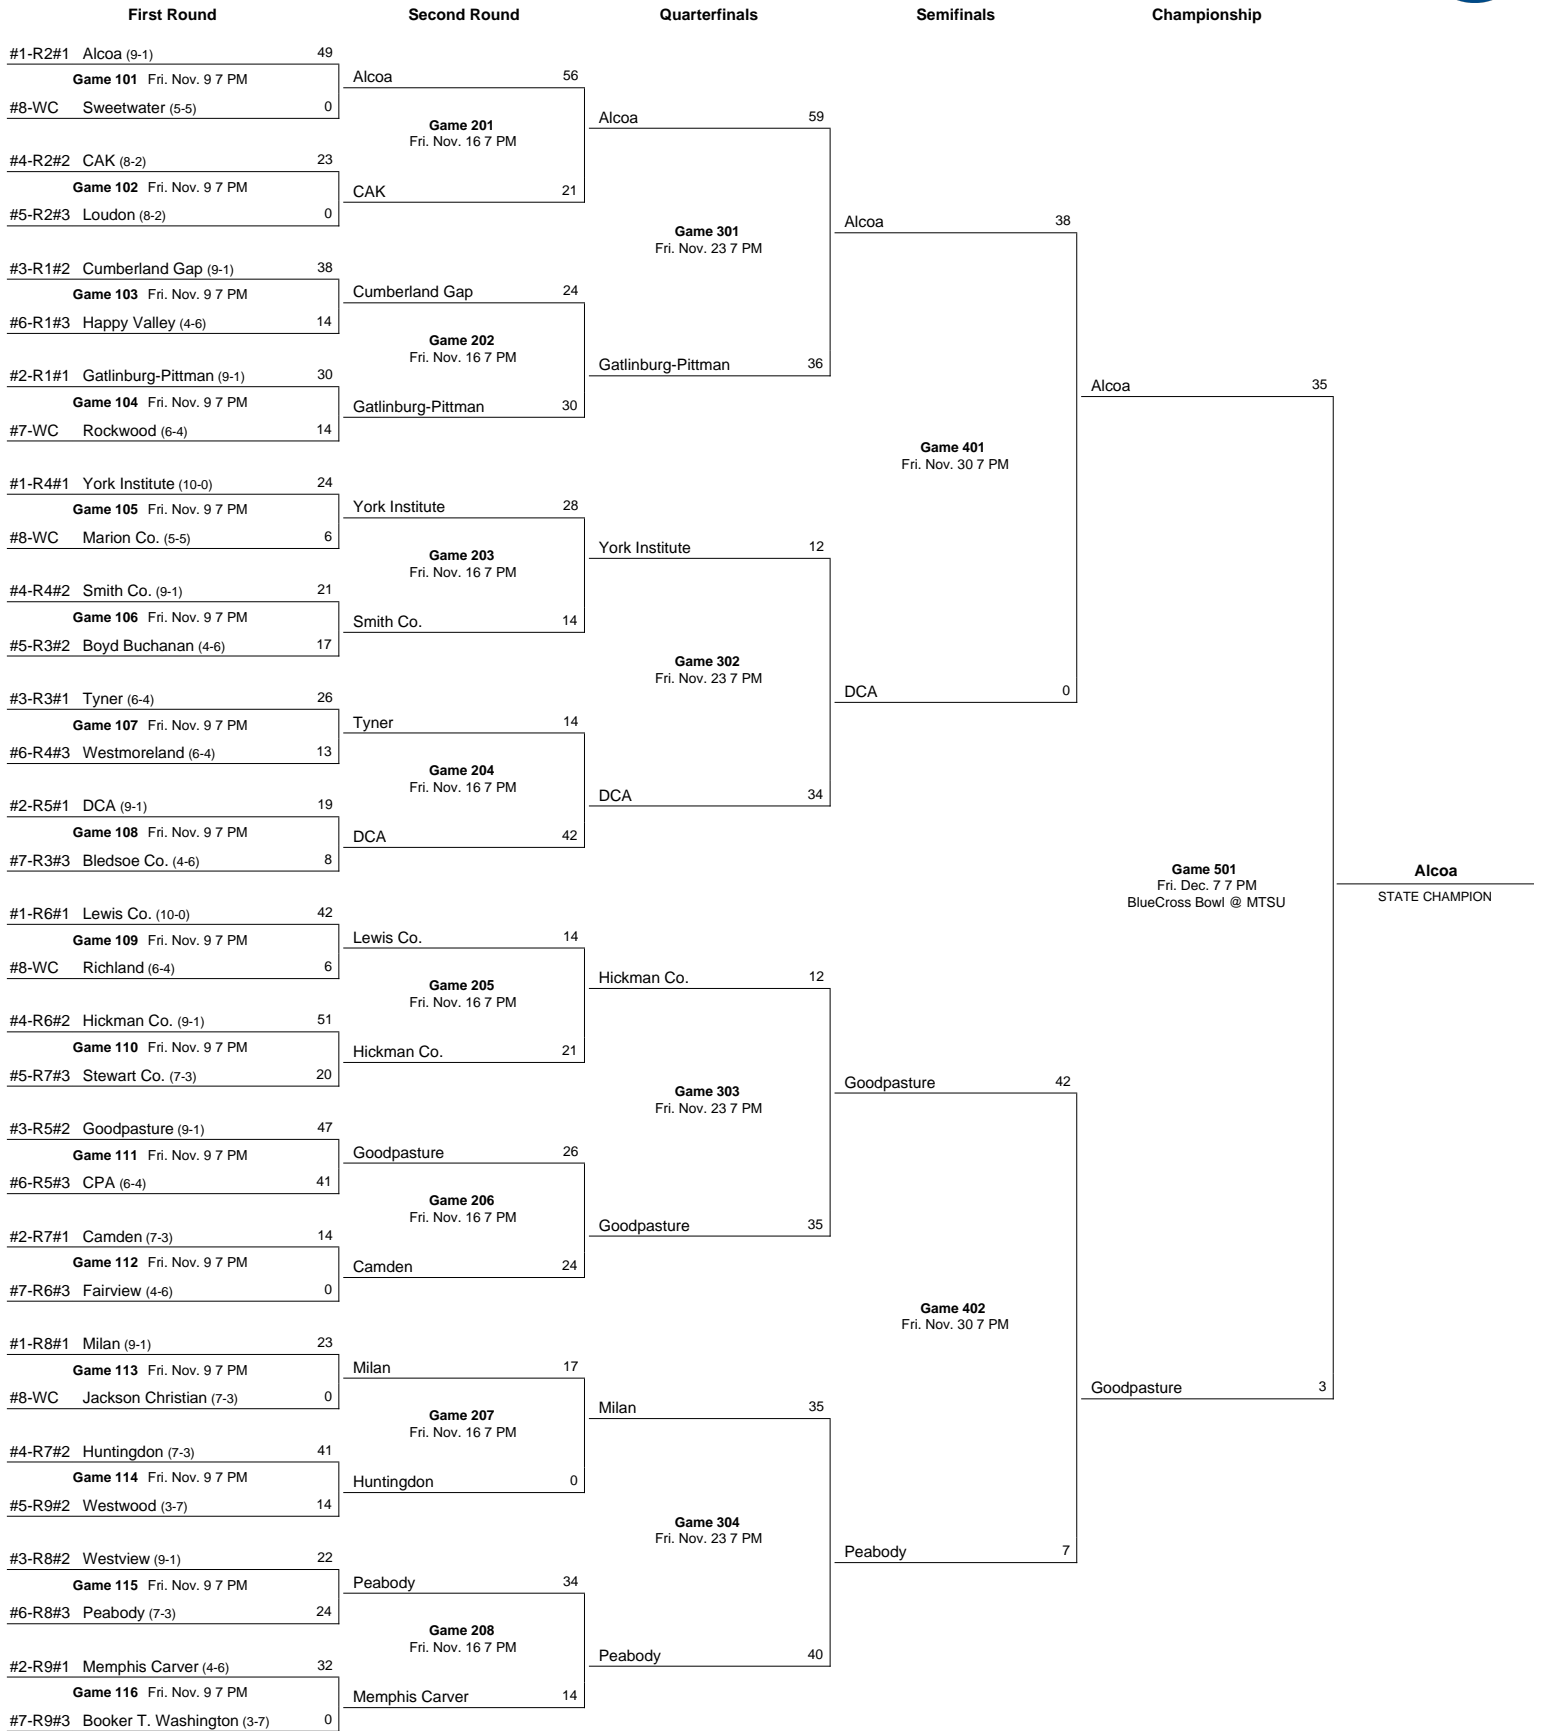 First Round
Second Round
Quarterfinals
Semifinals
Championship
#1-R2#1 Alcoa (9-1) 49
Game 101 Fri. Nov. 9 7 PM
#8-WC Sweetwater (5-5) 0
#4-R2#2 CAK (8-2) 23
Game 102 Fri. Nov. 9 7 PM
#5-R2#3 Loudon (8-2) 0
#3-R1#2 Cumberland Gap (9-1) 38
Game 103 Fri. Nov. 9 7 PM
#6-R1#3 Happy Valley (4-6) 14
#2-R1#1 Gatlinburg-Pittman (9-1) 30
Game 104 Fri. Nov. 9 7 PM
#7-WC Rockwood (6-4) 14
#1-R4#1 York Institute (10-0) 24
Game 105 Fri. Nov. 9 7 PM
#8-WC Marion Co. (5-5) 6
#4-R4#2 Smith Co. (9-1) 21
Game 106 Fri. Nov. 9 7 PM
#5-R3#2 Boyd Buchanan (4-6) 17
#3-R3#1 Tyner (6-4) 26
Game 107 Fri. Nov. 9 7 PM
#6-R4#3 Westmoreland (6-4) 13
#2-R5#1 DCA (9-1) 19
Game 108 Fri. Nov. 9 7 PM
#7-R3#3 Bledsoe Co. (4-6) 8
#1-R6#1 Lewis Co. (10-0) 42
Game 109 Fri. Nov. 9 7 PM
#8-WC Richland (6-4) 6
#4-R6#2 Hickman Co. (9-1) 51
Game 110 Fri. Nov. 9 7 PM
#5-R7#3 Stewart Co. (7-3) 20
#3-R5#2 Goodpasture (9-1) 47
Game 111 Fri. Nov. 9 7 PM
#6-R5#3 CPA (6-4) 41
#2-R7#1 Camden (7-3) 14
Game 112 Fri. Nov. 9 7 PM
#7-R6#3 Fairview (4-6) 0
#1-R8#1 Milan (9-1) 23
Game 113 Fri. Nov. 9 7 PM
#8-WC Jackson Christian (7-3) 0
#4-R7#2 Huntingdon (7-3) 41
Game 114 Fri. Nov. 9 7 PM
#5-R9#2 Westwood (3-7) 14
#3-R8#2 Westview (9-1) 22
Game 115 Fri. Nov. 9 7 PM
#6-R8#3 Peabody (7-3) 24
#2-R9#1 Memphis Carver (4-6) 32
Game 116 Fri. Nov. 9 7 PM
#7-R9#3 Booker T. Washington (3-7) 0
Alcoa 56
Game 201
Fri. Nov. 16 7 PM
CAK 21
Cumberland Gap 24
Game 202
Fri. Nov. 16 7 PM
Gatlinburg-Pittman 30
York Institute 28
Game 203
Fri. Nov. 16 7 PM
Smith Co. 14
Tyner 14
Game 204
Fri. Nov. 16 7 PM
DCA 42
Lewis Co. 14
Game 205
Fri. Nov. 16 7 PM
Hickman Co. 21
Goodpasture 26
Game 206
Fri. Nov. 16 7 PM
Camden 24
Milan 17
Game 207
Fri. Nov. 16 7 PM
Huntingdon 0
Peabody 34
Game 208
Fri. Nov. 16 7 PM
Memphis Carver 14
Alcoa 59
Game 301
Fri. Nov. 23 7 PM
Gatlinburg-Pittman 36
York Institute 12
Game 302
Fri. Nov. 23 7 PM
DCA 34
Hickman Co. 12
Game 303
Fri. Nov. 23 7 PM
Goodpasture 35
Milan 35
Game 304
Fri. Nov. 23 7 PM
Peabody 40
Alcoa 38
Game 401
Fri. Nov. 30 7 PM
DCA 0
Goodpasture 42
Game 402
Fri. Nov. 30 7 PM
Peabody 7
Alcoa 35
Game 501
Fri. Dec. 7 7 PM
BlueCross Bowl @ MTSU
Goodpasture 3
Alcoa
STATE CHAMPION